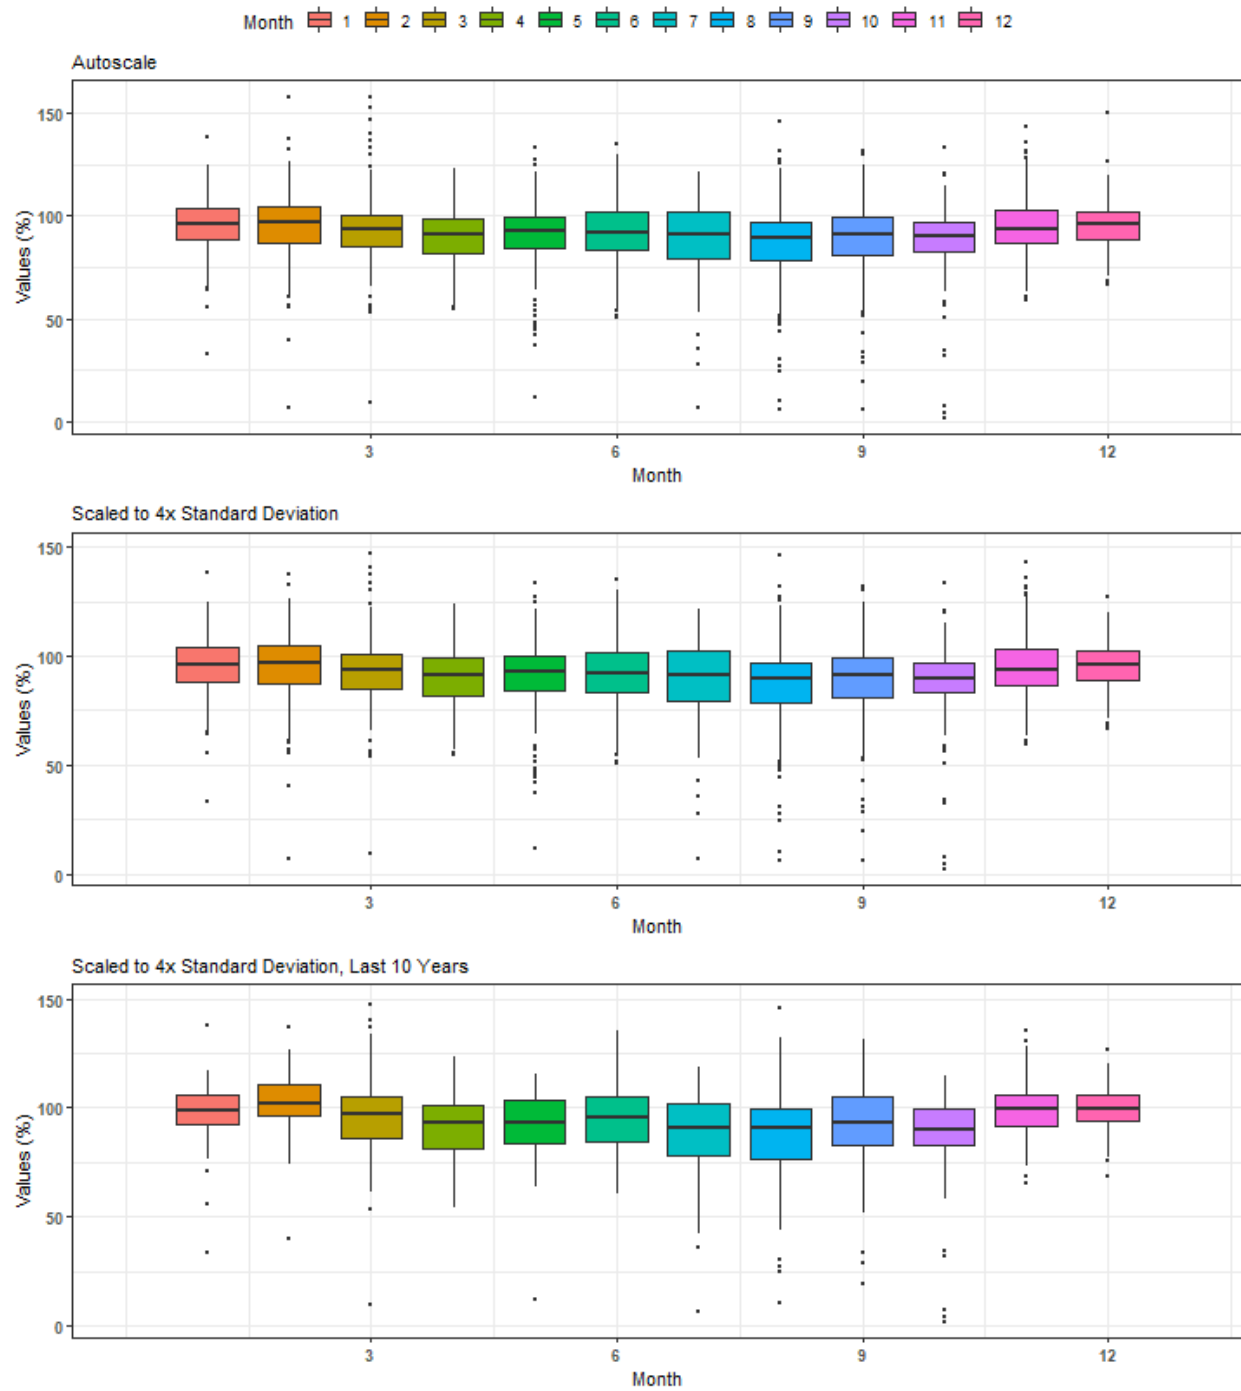 Month 1 2 3 4 5 6 7 8 9 10 11 12
Autoscale
150
100
50
0
Values (%)
3 6 9 12
Month
Scaled to 4x Standard Deviation
150
100
50
0
Values (%)
3 6 9 12
Month
Scaled to 4x Standard Deviation, Last 10 Years
150
100
50
0
Values (%)
3 6 9 12
Month